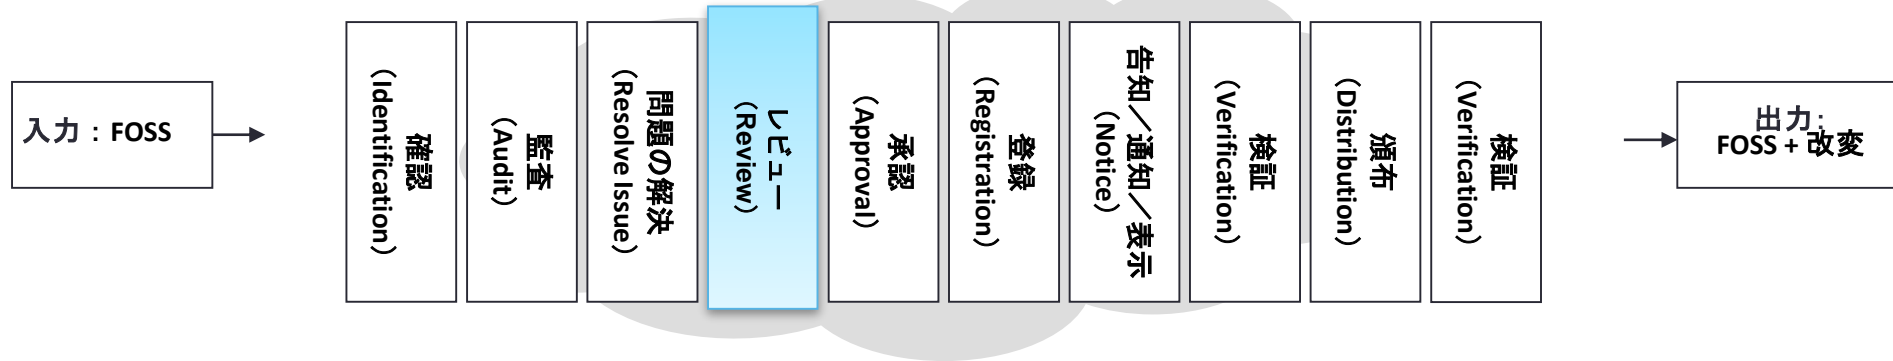 入力 : FOSS
確認
（Identification）
監査
（Audit）
問題の解決
（Resolve Issue）
レビュー
（Review）
承認
（Approval）
登録
（Registration）
告知／通知／表示
（Notice）
検証
（Verification）
頒布
（Distribution）
検証
（Verification）
出力:
FOSS + 改変